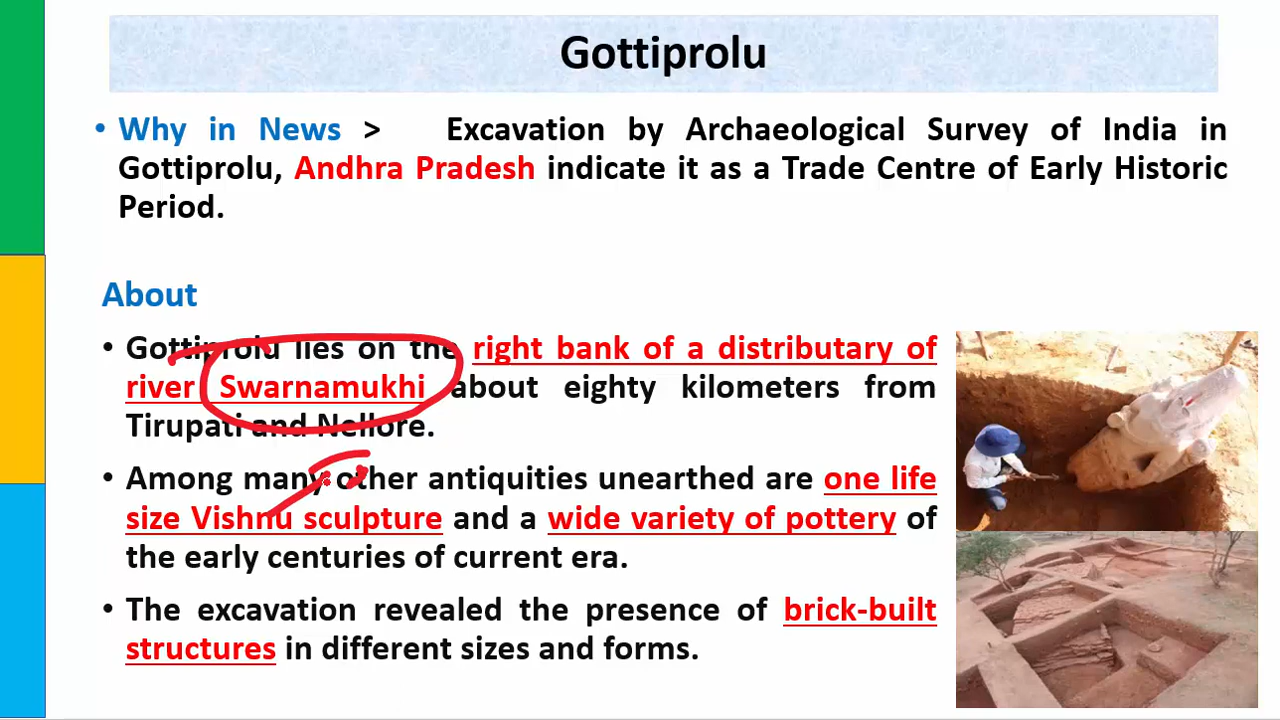 Gottiprolu
• Why in News > Excavation by Archaeological Survey of India in
Gottiprolu, Andhra Pradesh indicate it as a Trade Centre of Early Historic
Period.
About
• Gottiprolu lies on the right bank of a distributary of
river Swarnamukhi about eighty kilometers from
Tirupati and Nellore.
• Among many other antiquities unearthed are one life
size Vishnu sculpture and a wide variety of pottery of
the early centuries of current era.
• The excavation revealed the presence of brick-built
structures in different sizes and forms.